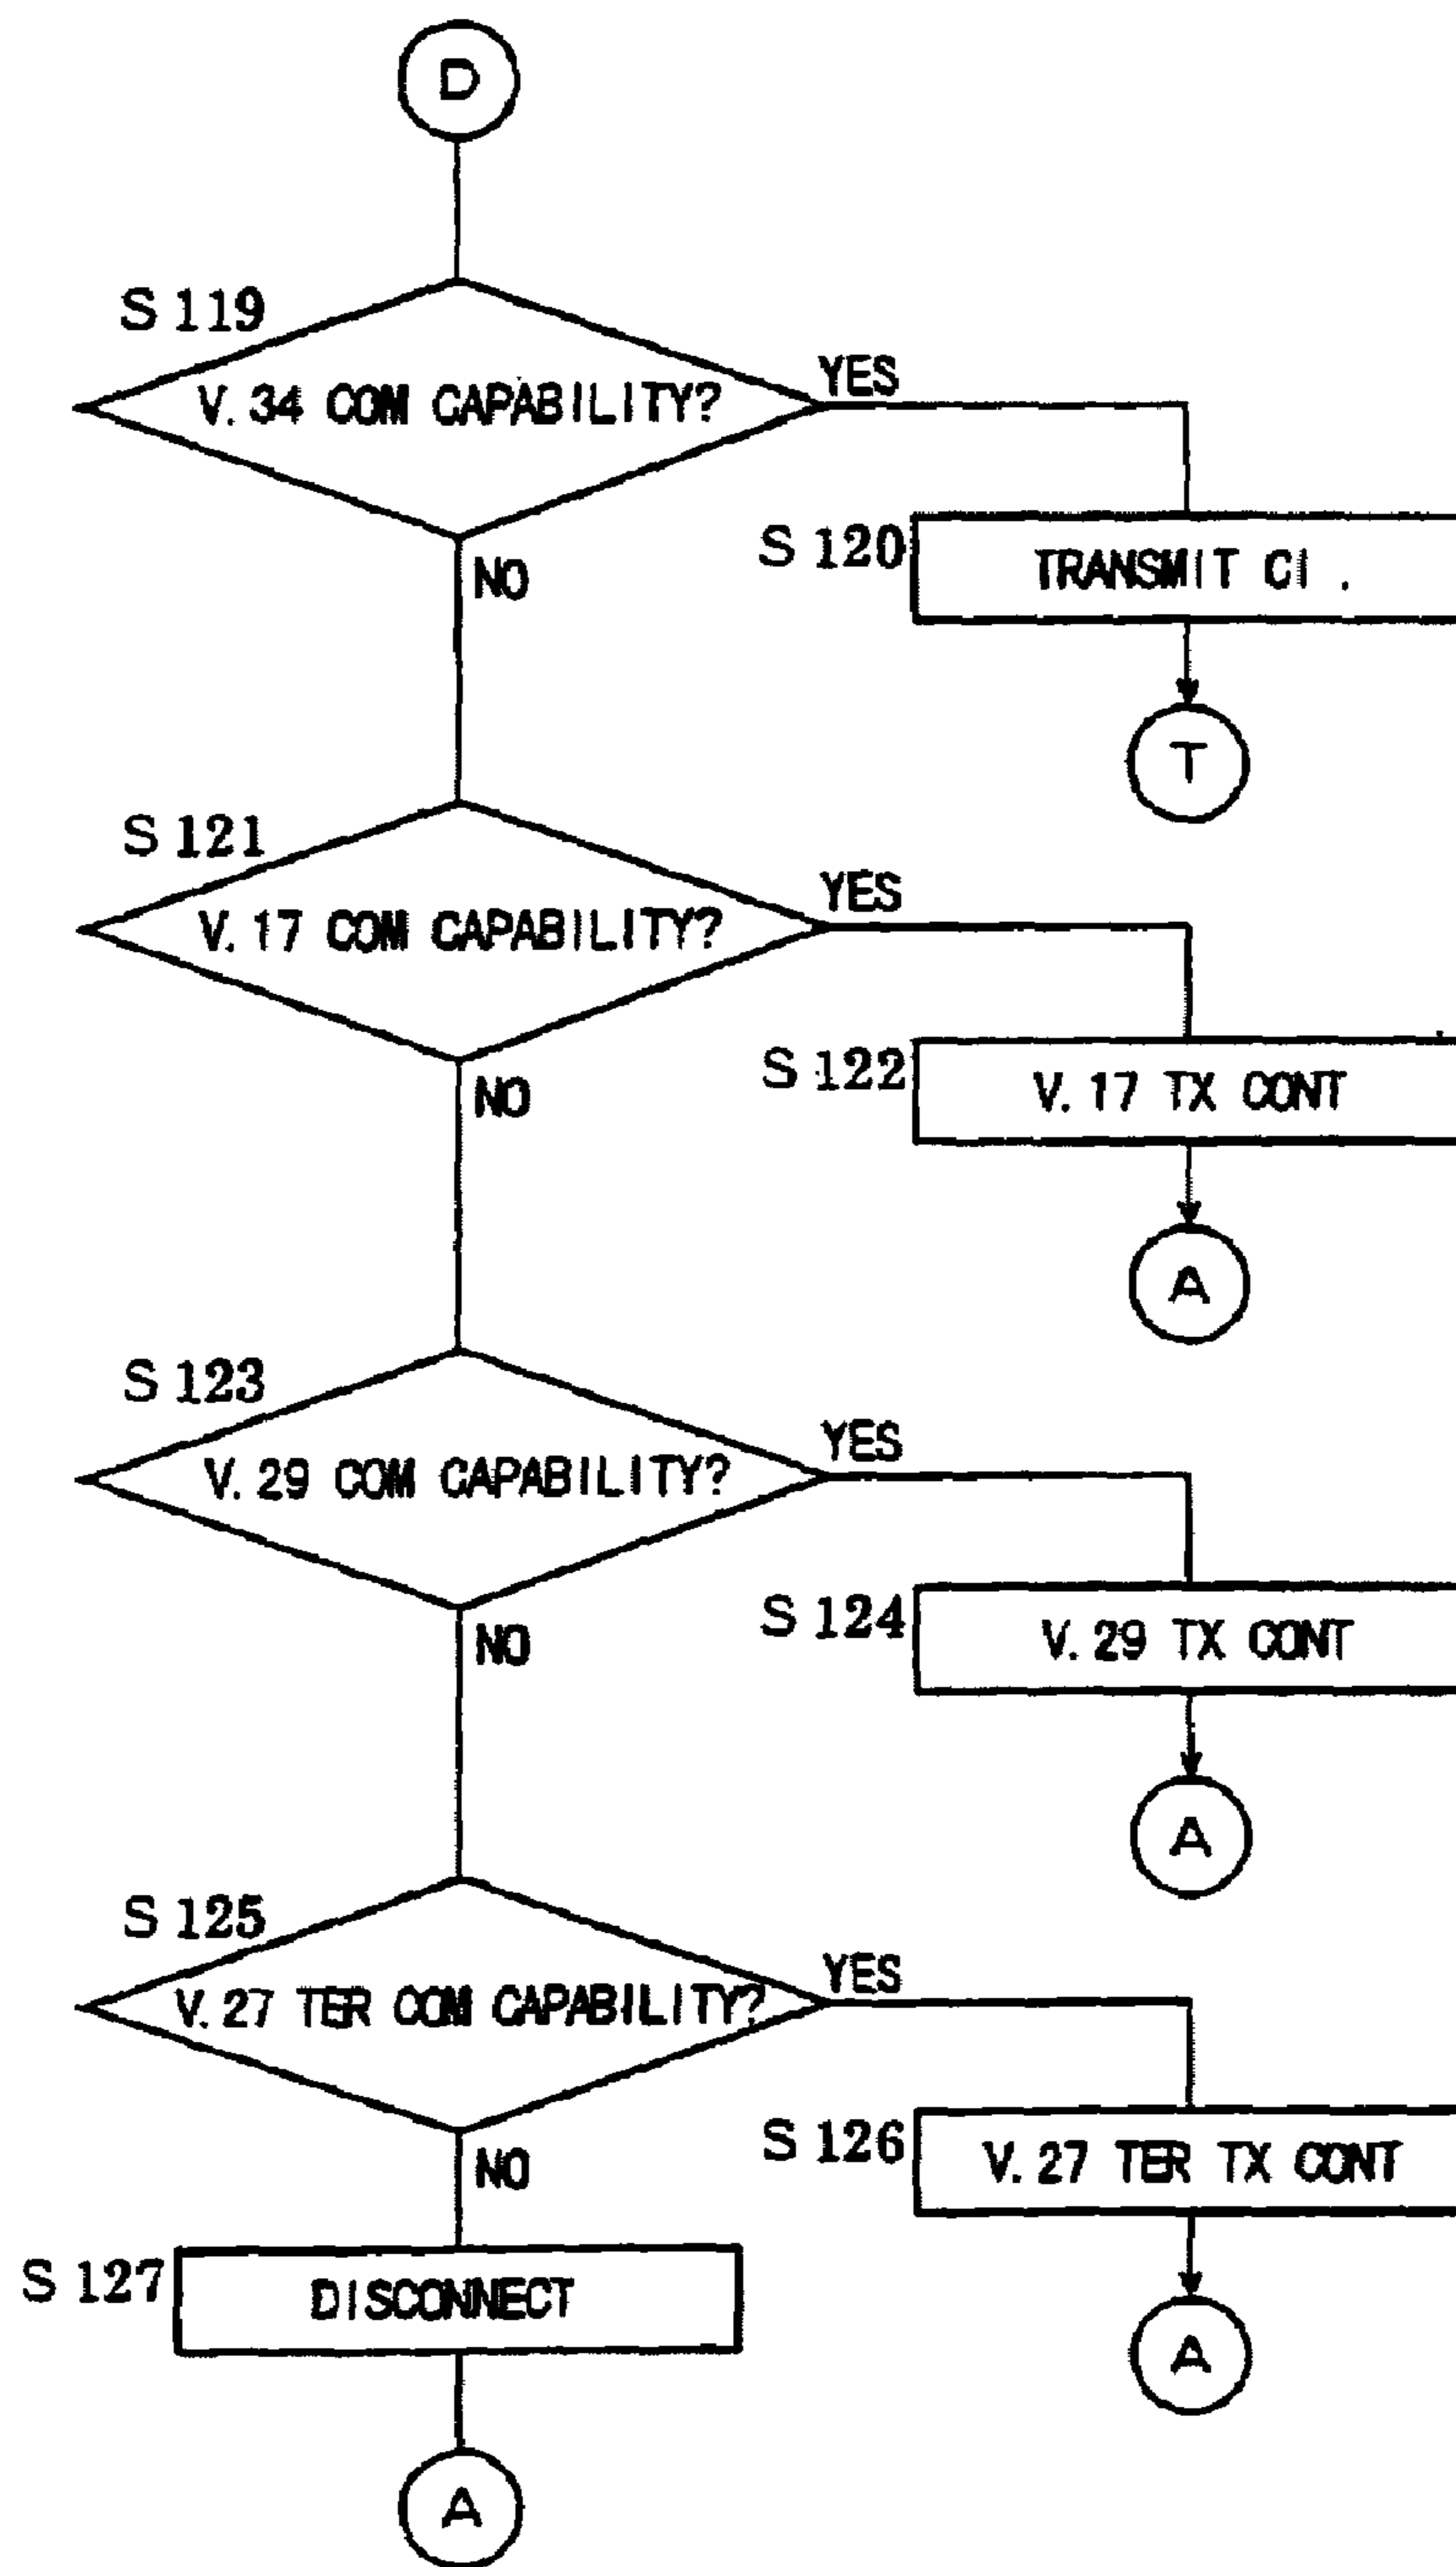 D
S 119
V. 34 COM CAPABILITY?
YES
NO
S 120
TRANSMIT CI .
T
S 121
V. 17 COM CAPABILITY?
YES
NO
S 122
V. 17 TX CONT
A
S 123
V. 29 COM CAPABILITY?
YES
NO
S 124
V. 29 TX CONT
A
S 125
V. 27 TER COM CAPABILITY?
YES
NO
S 126
V. 27 TER TX CONT
A
S 127
DISCONNECT
A